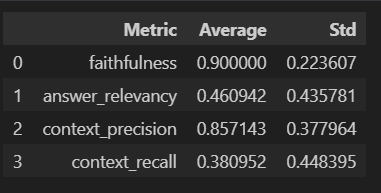 Metric Average Std
0 faithfulness 0.900000 0.223607
1 answer_relevancy 0.460942 0.435781
2 context_precision 0.857143 0.377964
3 context_recall 0.380952 0.448395